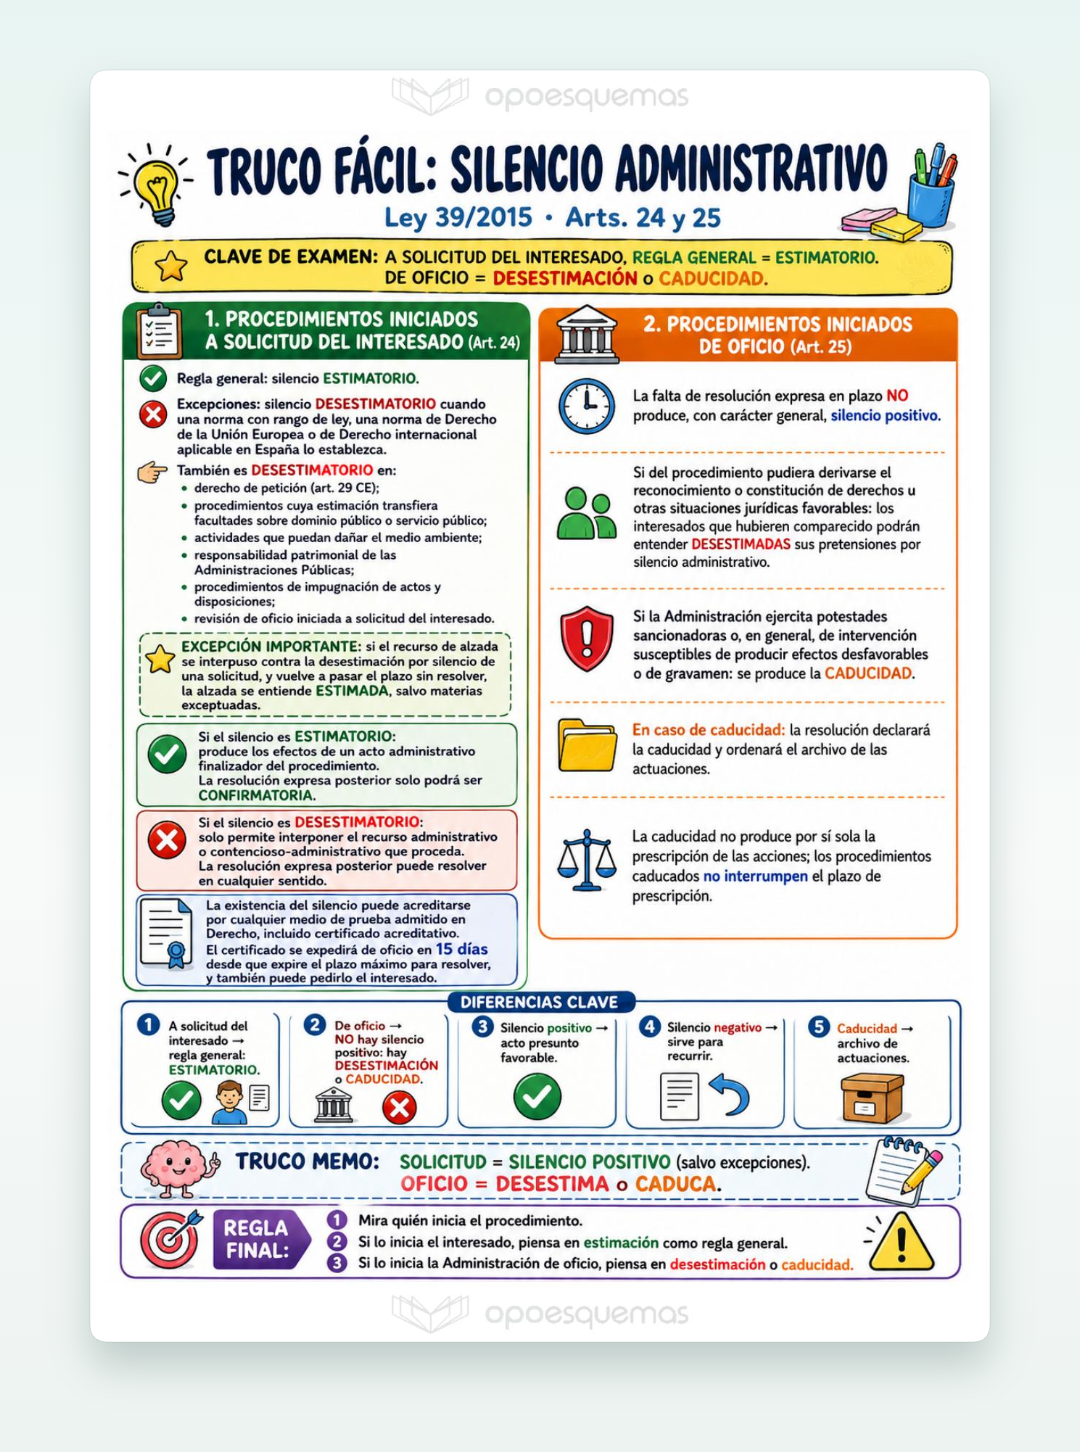 opoesquemas
TRUCO FÁCIL: SILENCIO ADMINISTRATIVO
Ley 39/2015 • Arts. 24 y 25
CLAVE DE EXAMEN: A SOLICITUD DEL INTERESADO, REGLA GENERAL = ESTIMATORIO.
DE OFICIO = DESESTIMACIÓN o CADUCIDAD.
1. PROCEDIMIENTOS INICIADOS
A SOLICITUD DEL INTERESADO (Art. 24)
Regla general: silencio ESTIMATORIO.
Excepciones: silencio DESESTIMATORIO cuando
una norma con rango de ley, una norma de Derecho
de la Unión Europea o de Derecho internacional
aplicable en España lo establezca.
También es DESESTIMATORIO en:
• derecho de petición (art. 29 CE);
• procedimientos cuya estimación transfiera
facultades sobre dominio público o servicio público;
• actividades que puedan dañar el medio ambiente;
• responsabilidad patrimonial de las
Administraciones Públicas;
• procedimientos de impugnación de actos y
disposiciones;
• revisión de oficio iniciada a solicitud del interesado.
EXCEPCIÓN IMPORTANTE: si el recurso de alzada
se interpuso contra la desestimación por silencio de
una solicitud, y vuelve a pasar el plazo sin resolver,
la alzada se entiende ESTIMADA, salvo materias
exceptuadas.
Si el silencio es ESTIMATORIO:
produce los efectos de un acto administrativo
finalizador del procedimiento.
La resolución expresa posterior solo podrá ser
CONFIRMATORIA.
Si el silencio es DESESTIMATORIO:
solo permite interponer el recurso administrativo
o contencioso-administrativo que proceda.
La resolución expresa posterior puede resolver
en cualquier sentido.
La existencia del silencio puede acreditarse
por cualquier medio de prueba admitido en
Derecho, incluido certificado acreditativo.
El certificado se expedirá de oficio en 15 días
desde que expire el plazo máximo para resolver,
y también puede pedirlo el interesado.
2. PROCEDIMIENTOS INICIADOS
DE OFICIO (Art. 25)
La falta de resolución expresa en plazo NO
produce, con carácter general, silencio positivo.
Si del procedimiento pudiera derivarse el
reconocimiento o constitución de derechos u
otras situaciones jurídicas favorables: los
interesados que hubieren comparecido podrán
entender DESESTIMADAS sus pretensiones por
silencio administrativo.
Si la Administración ejercita potestades
sancionadoras o, en general, de intervención
susceptibles de producir efectos desfavorables
o de gravamen: se produce la CADUCIDAD.
En caso de caducidad: la resolución declarará
la caducidad y ordenará el archivo de las
actuaciones.
La caducidad no produce por sí sola la
prescripción de las acciones; los procedimientos
caducados no interrumpen el plazo de
prescripción.
DIFERENCIAS CLAVE
1 A solicitud del
interesado →
regla general:
ESTIMATORIO.
2 De oficio →
NO hay silencio
positivo: hay
DESESTIMACIÓN
o CADUCIDAD.
3 Silencio positivo →
acto presunto
favorable.
4 Silencio negativo →
sirve para
recurrir.
5 Caducidad →
archivo de
actuaciones.
TRUCO MEMO: SOLICITUD = SILENCIO POSITIVO (salvo excepciones).
OFICIO = DESESTIMA o CADUCA.
REGLA
FINAL:
1 Mira quién inicia el procedimiento.
2 Si lo inicia el interesado, piensa en estimación como regla general.
3 Si lo inicia la Administración de oficio, piensa en desestimación o caducidad.
opoesquemas